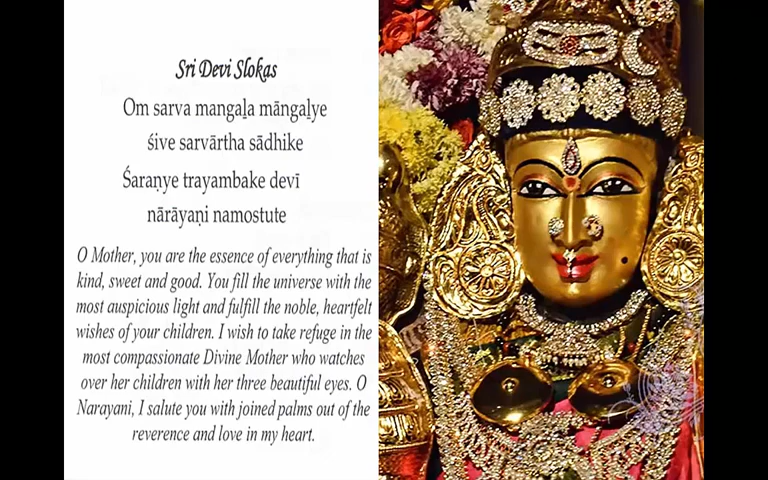 Sri Devi Slokas
Om sarva mangaḷa māngaḷye
śive sarvārtha sādhike
Śaraṇye trayambake devī
nārāyaṇi namostute
O Mother, you are the essence of everything that is
kind, sweet and good. You fill the universe with the
most auspicious light and fulfill the noble, heartfelt
wishes of your children. I wish to take refuge in the
most compassionate Divine Mother who watches
over her children with her three beautiful eyes. O
Narayani, I salute you with joined palms out of the
reverence and love in my heart.